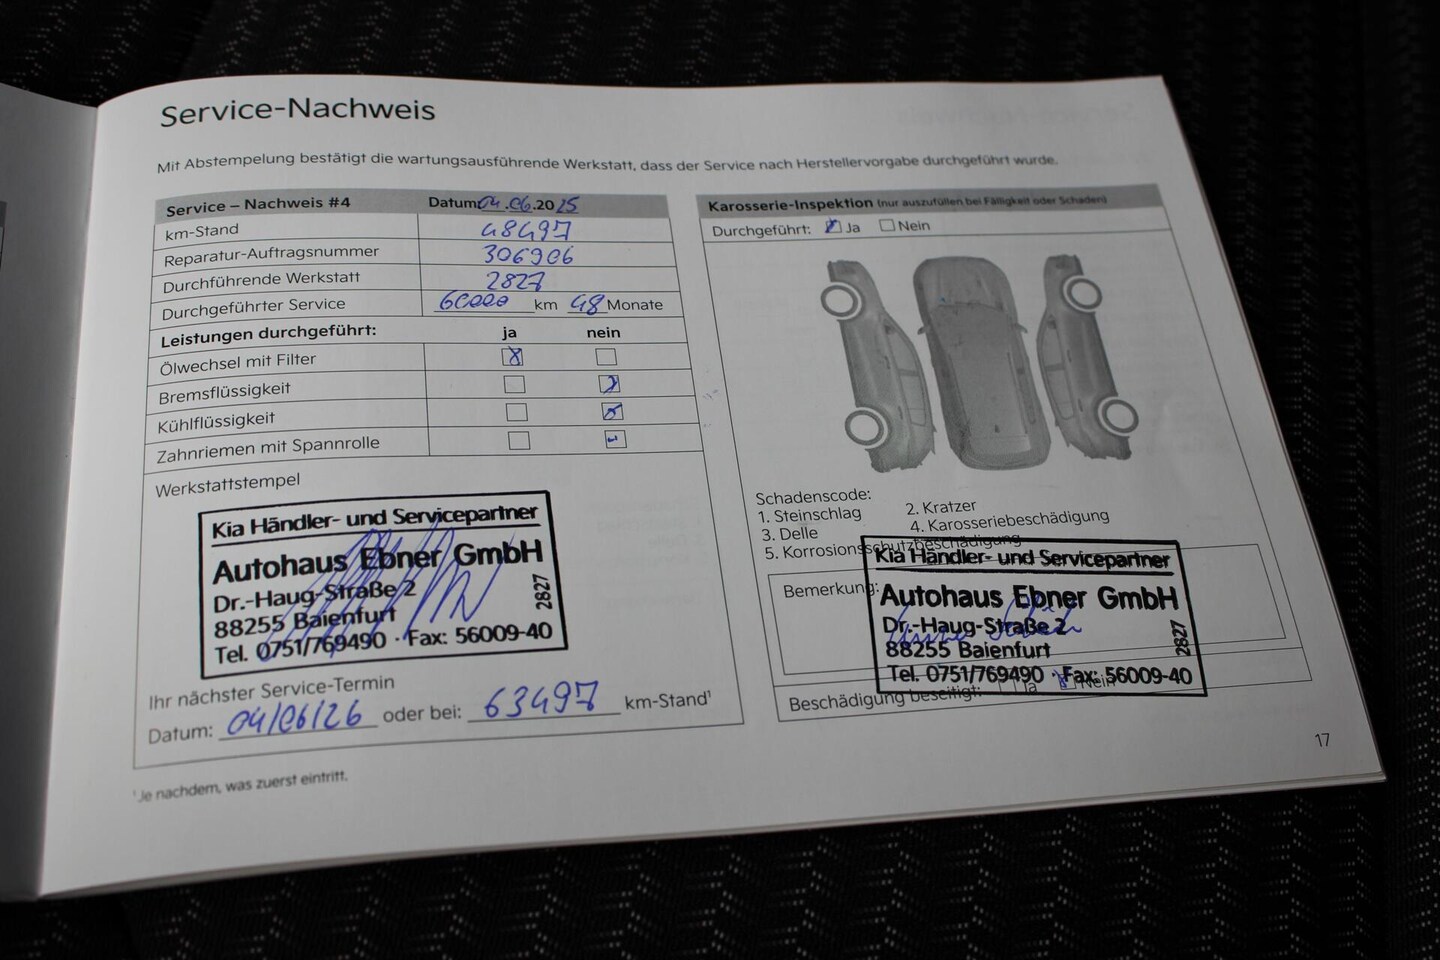 Service-Nachweis
Mit Abstempelung bestätigt die wartungsausführende Werkstatt, dass der Service nach Herstellervorgabe durchgeführt wurde.
Service – Nachweis #4 Datum 04.06.2025
km-Stand 48497
Reparatur-Auftragsnummer 306906
Durchführende Werkstatt 2827
Durchgeführter Service 60000 km 48 Monate
Leistungen durchgeführt: ja nein
Ölwechsel mit Filter
Bremsflüssigkeit
Kühlflüssigkeit
Zahnriemen mit Spannrolle
Werkstattstempel
Kia Händler- und Servicepartner
Autohaus Ebner GmbH
Dr.-Haug-Straße 2
88255 Baienfurt
Tel. 0751/769490 · Fax: 56009-40
2827
Ihr nächster Service-Termin
Datum: 04/06/26 oder bei: 63497 km-Stand¹
¹Je nachdem, was zuerst eintritt.
Karosserie-Inspektion (nur auszufüllen bei Fälligkeit oder Schaden)
Durchgeführt: Ja Nein
Schadenscode:
1. Steinschlag 2. Kratzer
3. Delle 4. Karosseriebeschädigung
5. Korrosionsschutzbeschädigung
Bemerkung:
Kia Händler- und Servicepartner
Autohaus Ebner GmbH
Dr.-Haug-Straße 2
88255 Baienfurt
Tel. 0751/769490 · Fax: 56009-40
2827
Beschädigung beseitigt: Ja Nein
17